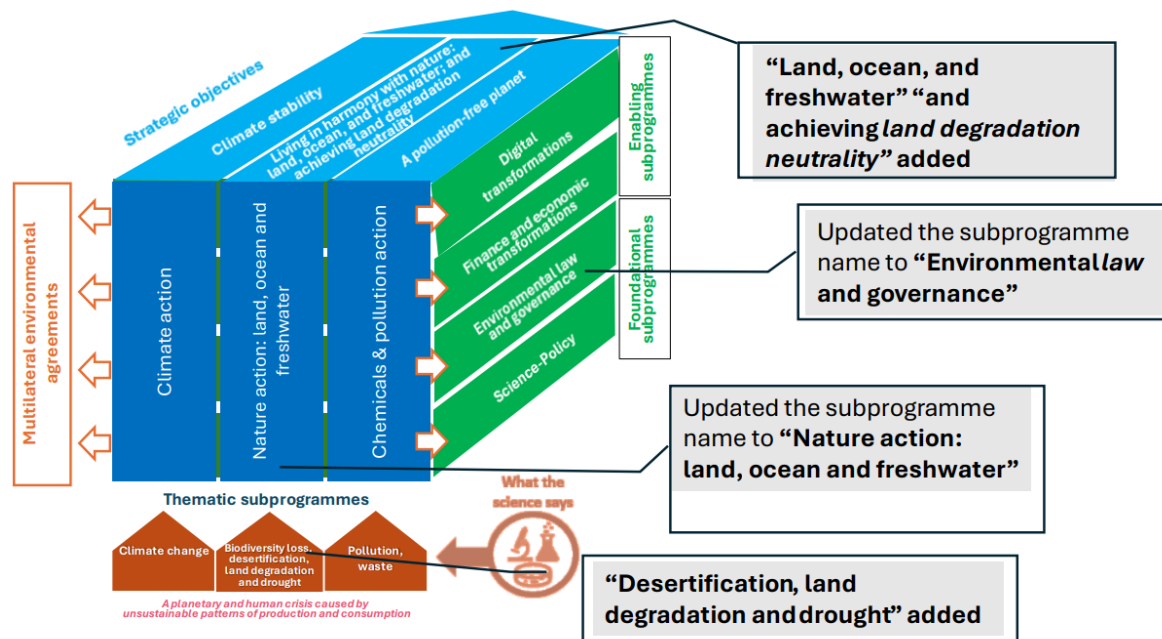 Strategic objectives
Climate stability
Living in harmony with nature:
land, ocean, and freshwater; and
achieving land degradation
neutrality
A pollution-free planet
Digital
transformations
Finance and economic
transformations
Environmental law
and governance
Science-Policy
Enabling
subprogrammes
Foundational
subprogrammes
Multilateral environmental
agreements
Climate action
Nature action: land, ocean and
freshwater
Chemicals & pollution action
Thematic subprogrammes
Climate change
Biodiversity loss,
desertification,
land degradation
and drought
Pollution,
waste
What the
science says
A planetary and human crisis caused by
unsustainable patterns of production and consumption
“Land, ocean, and
freshwater” “and
achieving land degradation
neutrality” added
Updated the subprogramme
name to “Environmental law
and governance”
Updated the subprogramme
name to “Nature action:
land, ocean and freshwater”
“Desertification, land
degradation and drought” added